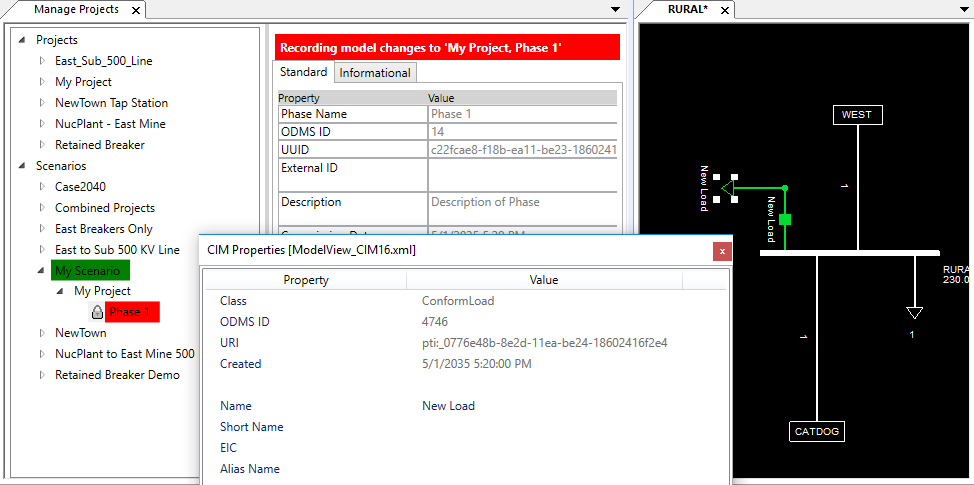 Manage Projects
Projects
East_Sub_500_Line
My Project
NewTown Tap Station
NucPlant - East Mine
Retained Breaker
Scenarios
Case2040
Combined Projects
East Breakers Only
East to Sub 500 KV Line
My Scenario
My Project
Phase 1
NewTown
NucPlant to East Mine 500
Retained Breaker Demo
Recording model changes to 'My Project, Phase 1'
Standard Informational
Property Value
Phase Name Phase 1
ODMS ID 14
UUID c22fcae8-f18b-ea11-be23-1860241
External ID
Description Description of Phase
5/1/2035 5:20 PM
CIM Properties [ModelView_CIM16.xml] x
Property Value
Class ConformLoad
ODMS ID 4746
URI pti:_0776e48b-8e2d-11ea-be24-18602416f2e4
Created 5/1/2035 5:20:00 PM
Name New Load
Short Name
EIC
Alias Name
RURAL*
WEST
New Load
1
New Load
RURA
230.0
1
1
CATDOG